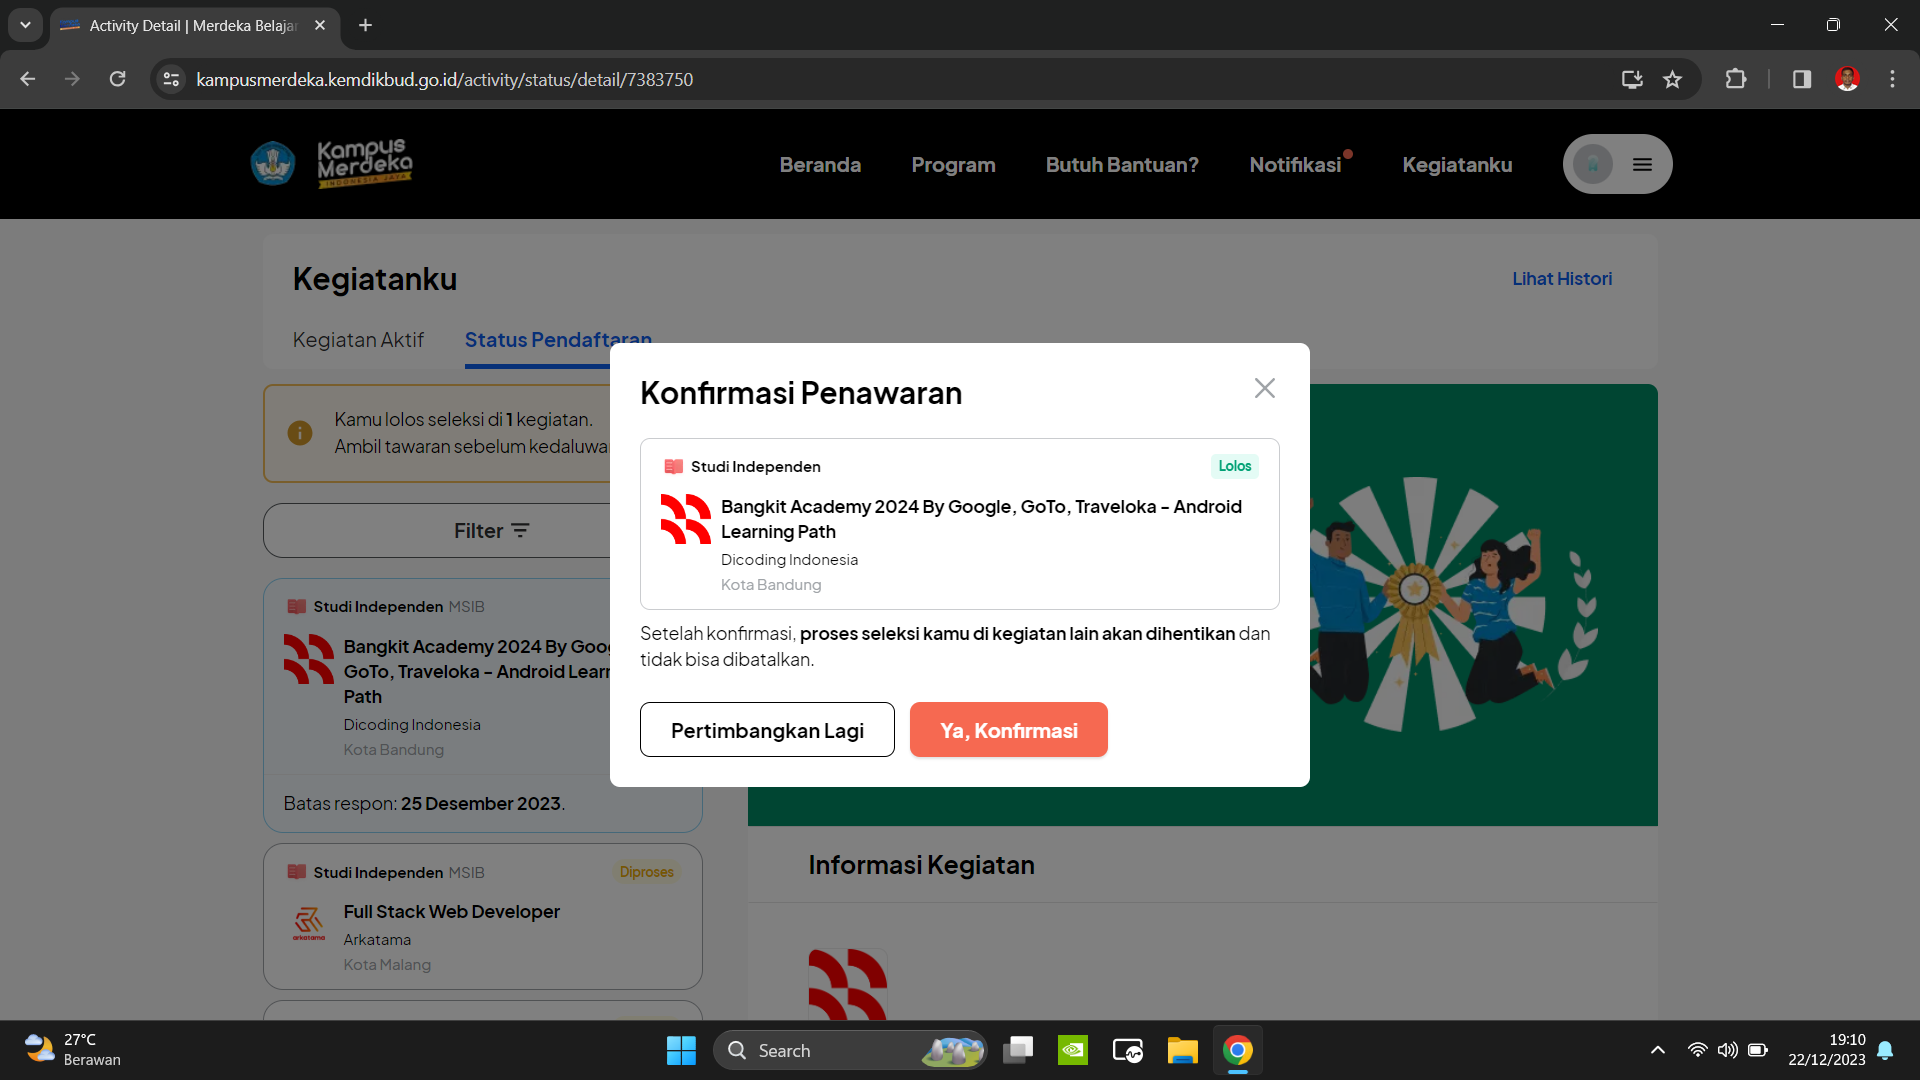 Activity Detail | Merdeka Belajar
kampusmerdeka.kemdikbud.go.id/activity/status/detail/7383750
Kampus
Merdeka
INDONESIA JAYA
Beranda
Program
Butuh Bantuan?
Notifikasi
Kegiatanku
Kegiatanku
Lihat Histori
Kegiatan Aktif
Status Pendaftaran
Kamu lolos seleksi di 1 kegiatan.
Ambil tawaran sebelum kedaluwa
Filter
Studi Independen MSIB
Bangkit Academy 2024 By Goo
GoTo, Traveloka - Android Lear
Path
Dicoding Indonesia
Kota Bandung
Batas respon: 25 Desember 2023.
Studi Independen MSIB
Diproses
Full Stack Web Developer
arkatama
Arkatama
Kota Malang
Konfirmasi Penawaran
Studi Independen
Lolos
Bangkit Academy 2024 By Google, GoTo, Traveloka - Android
Learning Path
Dicoding Indonesia
Kota Bandung
Setelah konfirmasi, proses seleksi kamu di kegiatan lain akan dihentikan dan
tidak bisa dibatalkan.
Pertimbangkan Lagi
Ya, Konfirmasi
Informasi Kegiatan
27°C
Berawan
Search
19:10
22/12/2023